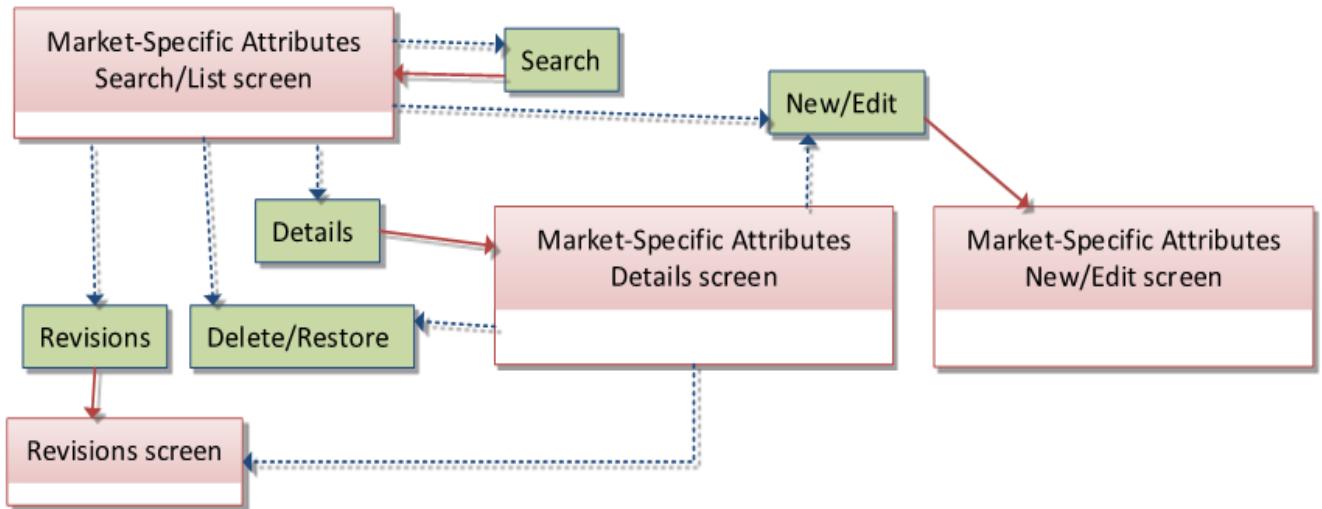 Market-Specific Attributes
Search/List screen
Search
New/Edit
Details
Market-Specific Attributes
Details screen
Market-Specific Attributes
New/Edit screen
Revisions
Delete/Restore
Revisions screen